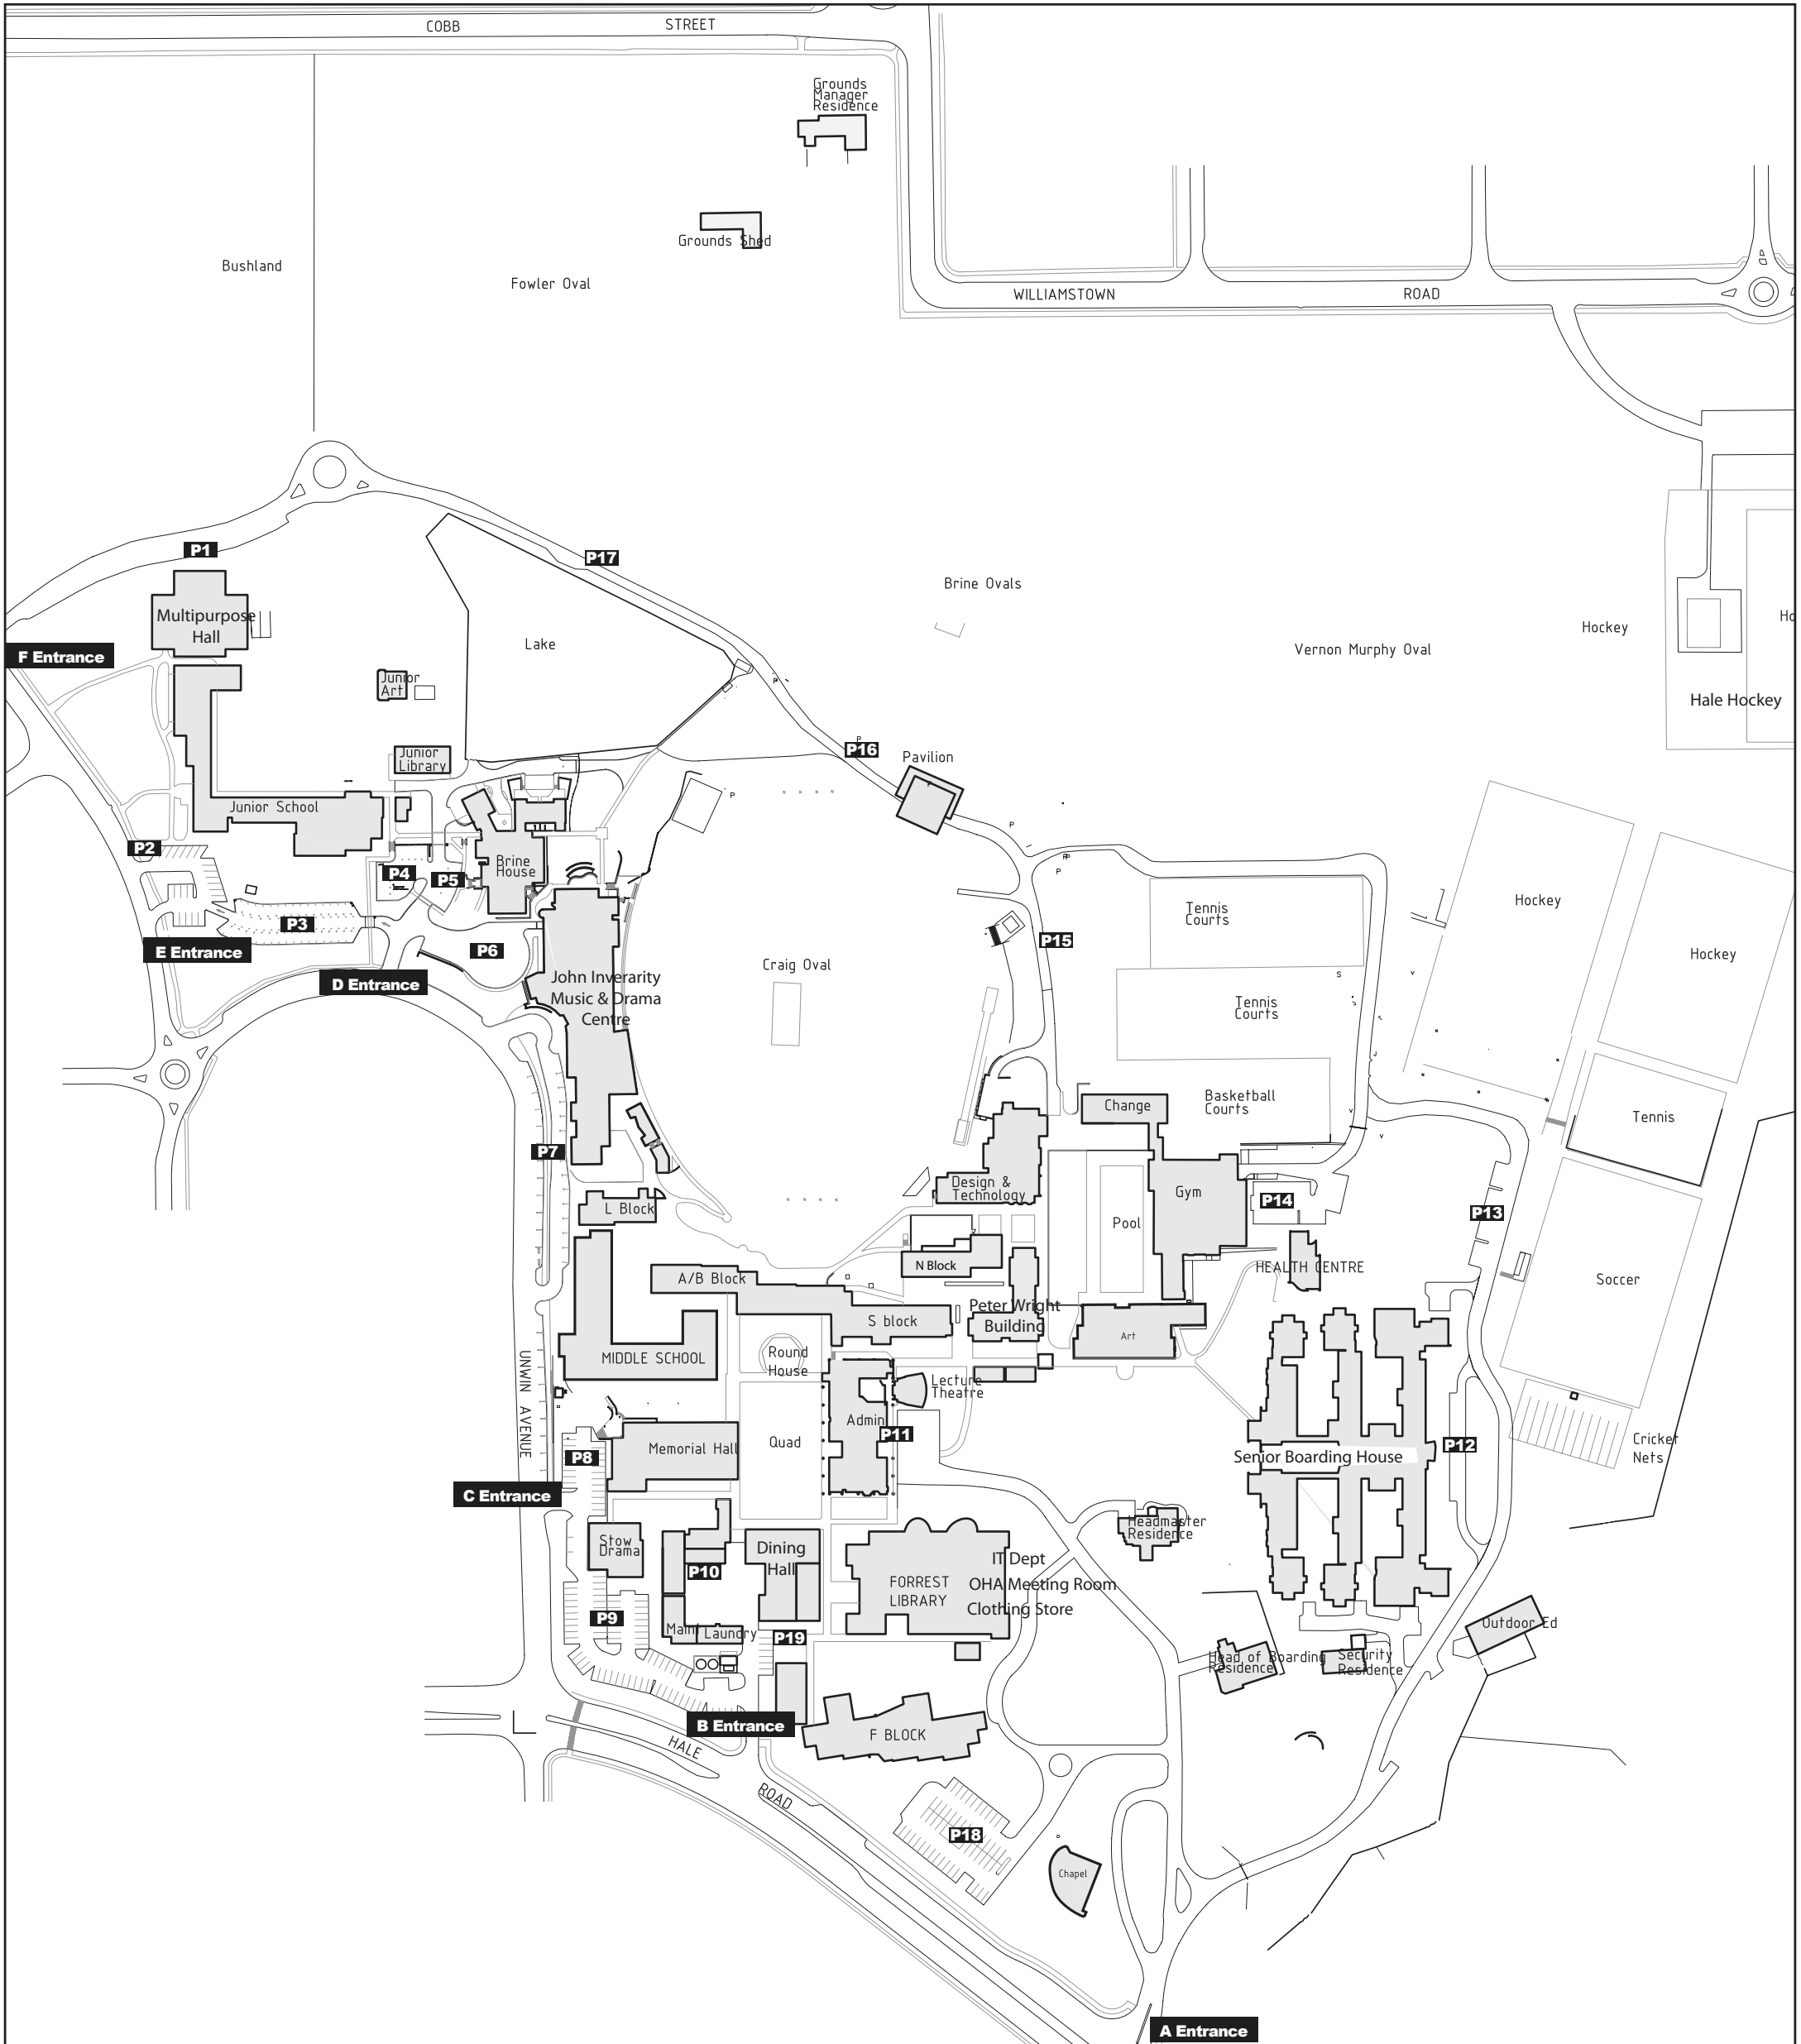 COBB STREET
Grounds
Manager
Residence
Grounds Shed
Bushland
Fowler Oval
WILLIAMSTOWN ROAD
P1
P17
Brine Ovals
Multipurpose
Hall
Hockey
Ho
Lake
Vernon Murphy Oval
F Entrance
Junior
Art
Hale Hockey
P16
Pavilion
Junior
Library
Junior School
P2
P4
P5
Brine
House
Hockey
Tennis
Courts
P3
P6
P15
E Entrance
Hockey
D Entrance
Craig Oval
John Inverarity
Music & Drama
Centre
Tennis
Courts
Change
Basketball
Courts
Tennis
P7
Design &
Technology
Gym
P14
L Block
Pool
P13
N Block
HEALTH CENTRE
A/B Block
Soccer
Peter Wright
Building
S block
Art
UNWIN AVENUE
MIDDLE SCHOOL
Round
House
Lecture
Theatre
Admin
P11
Quad
Memorial Hall
P8
Senior Boarding House
P12
Cricket
Nets
C Entrance
Headmaster
Residence
Stow
Drama
Dining
Hall
P10
IT Dept
FORREST
LIBRARY
OHA Meeting Room
Clothing Store
P9
Maint
Laundry
P19
Outdoor Ed
Head of Boarding
Residence
Security
Residence
B Entrance
F BLOCK
HALE
ROAD
P18
Chapel
A Entrance